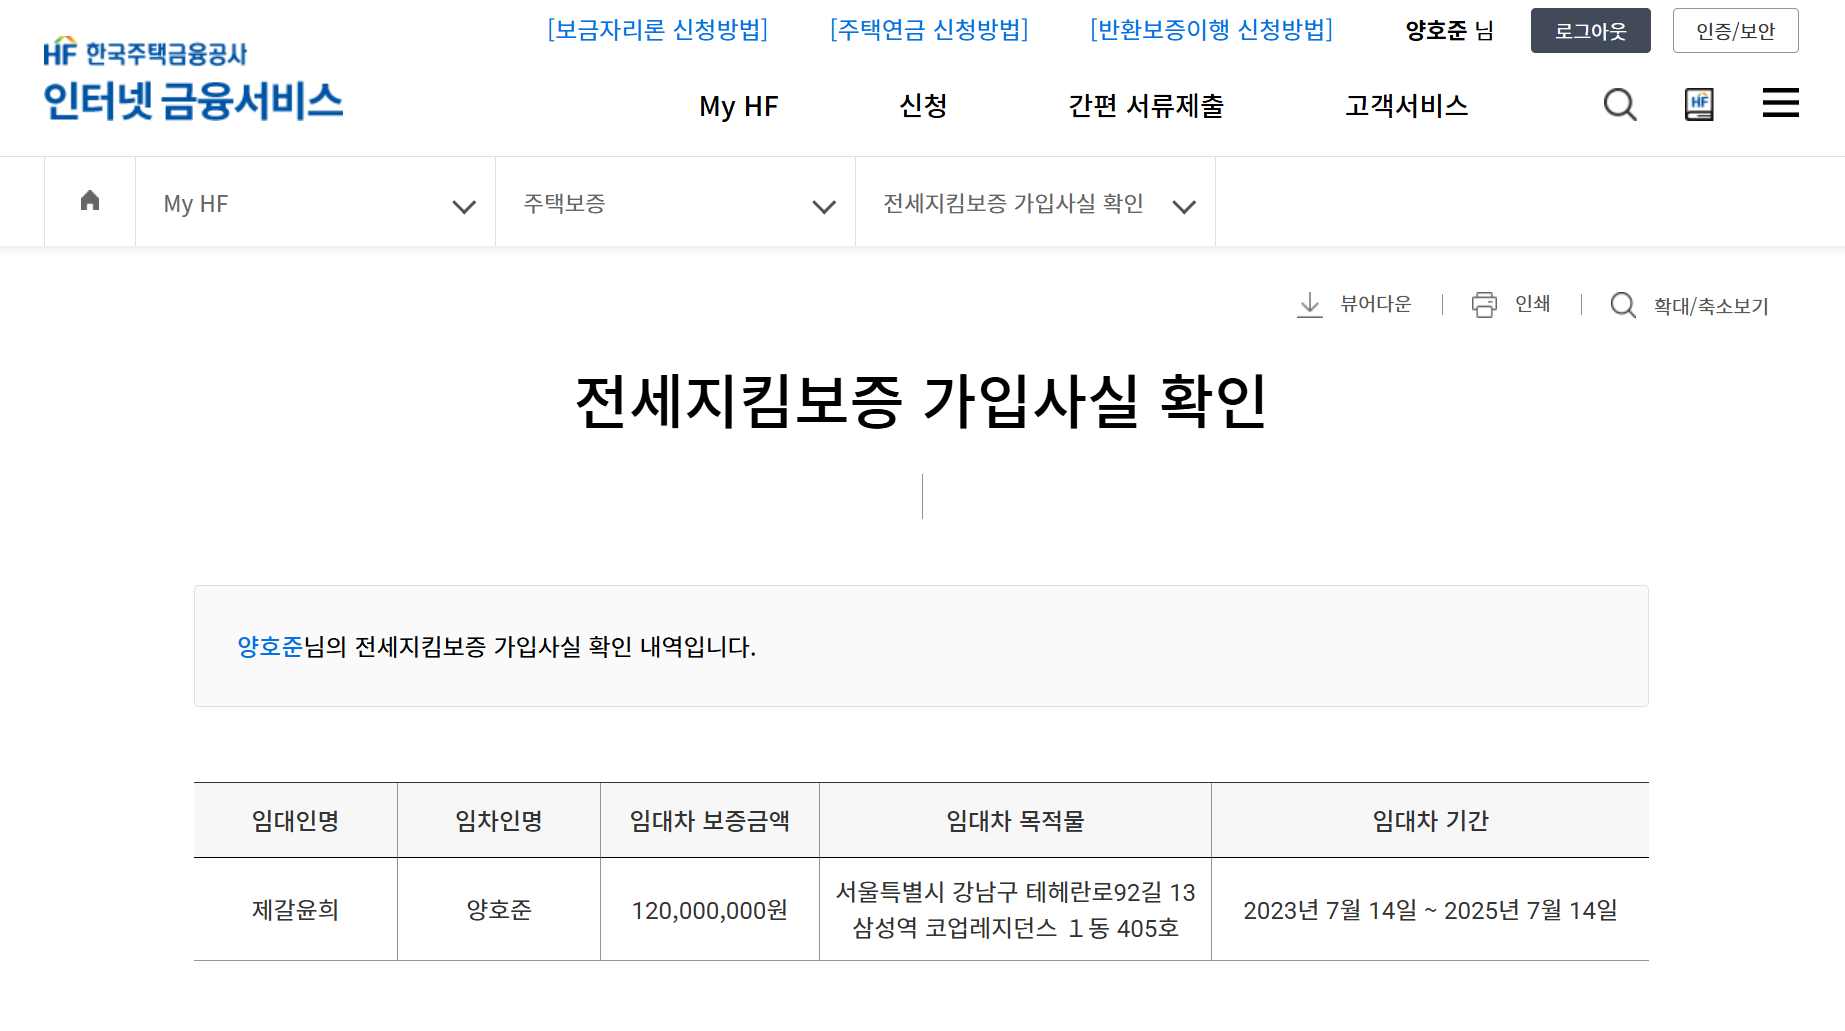 [보금자리론 신청방법] [주택연금 신청방법] [반환보증이행 신청방법] 양호준 님 로그아웃 인증/보안
HF 한국주택금융공사
인터넷 금융서비스
My HF 신청 간편 서류제출 고객서비스 HF
My HF 주택보증 전세지킴보증 가입사실 확인
뷰어다운 인쇄 확대/축소보기
전세지킴보증 가입사실 확인
양호준님의 전세지킴보증 가입사실 확인 내역입니다.
임대인명 임차인명 임대차 보증금액 임대차 목적물 임대차 기간
제갈윤희 양호준 120,000,000원 서울특별시 강남구 테헤란로92길 13
삼성역 코업레지던스 １동 405호 2023년 7월 14일 ~ 2025년 7월 14일